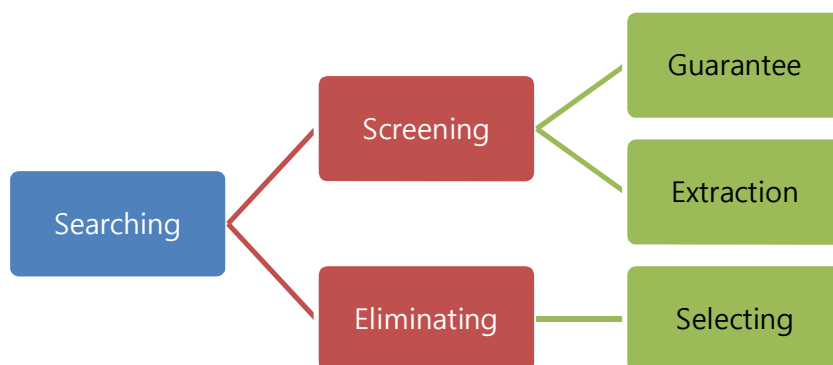 Searching
Screening
Eliminating
Guarantee
Extraction
Selecting